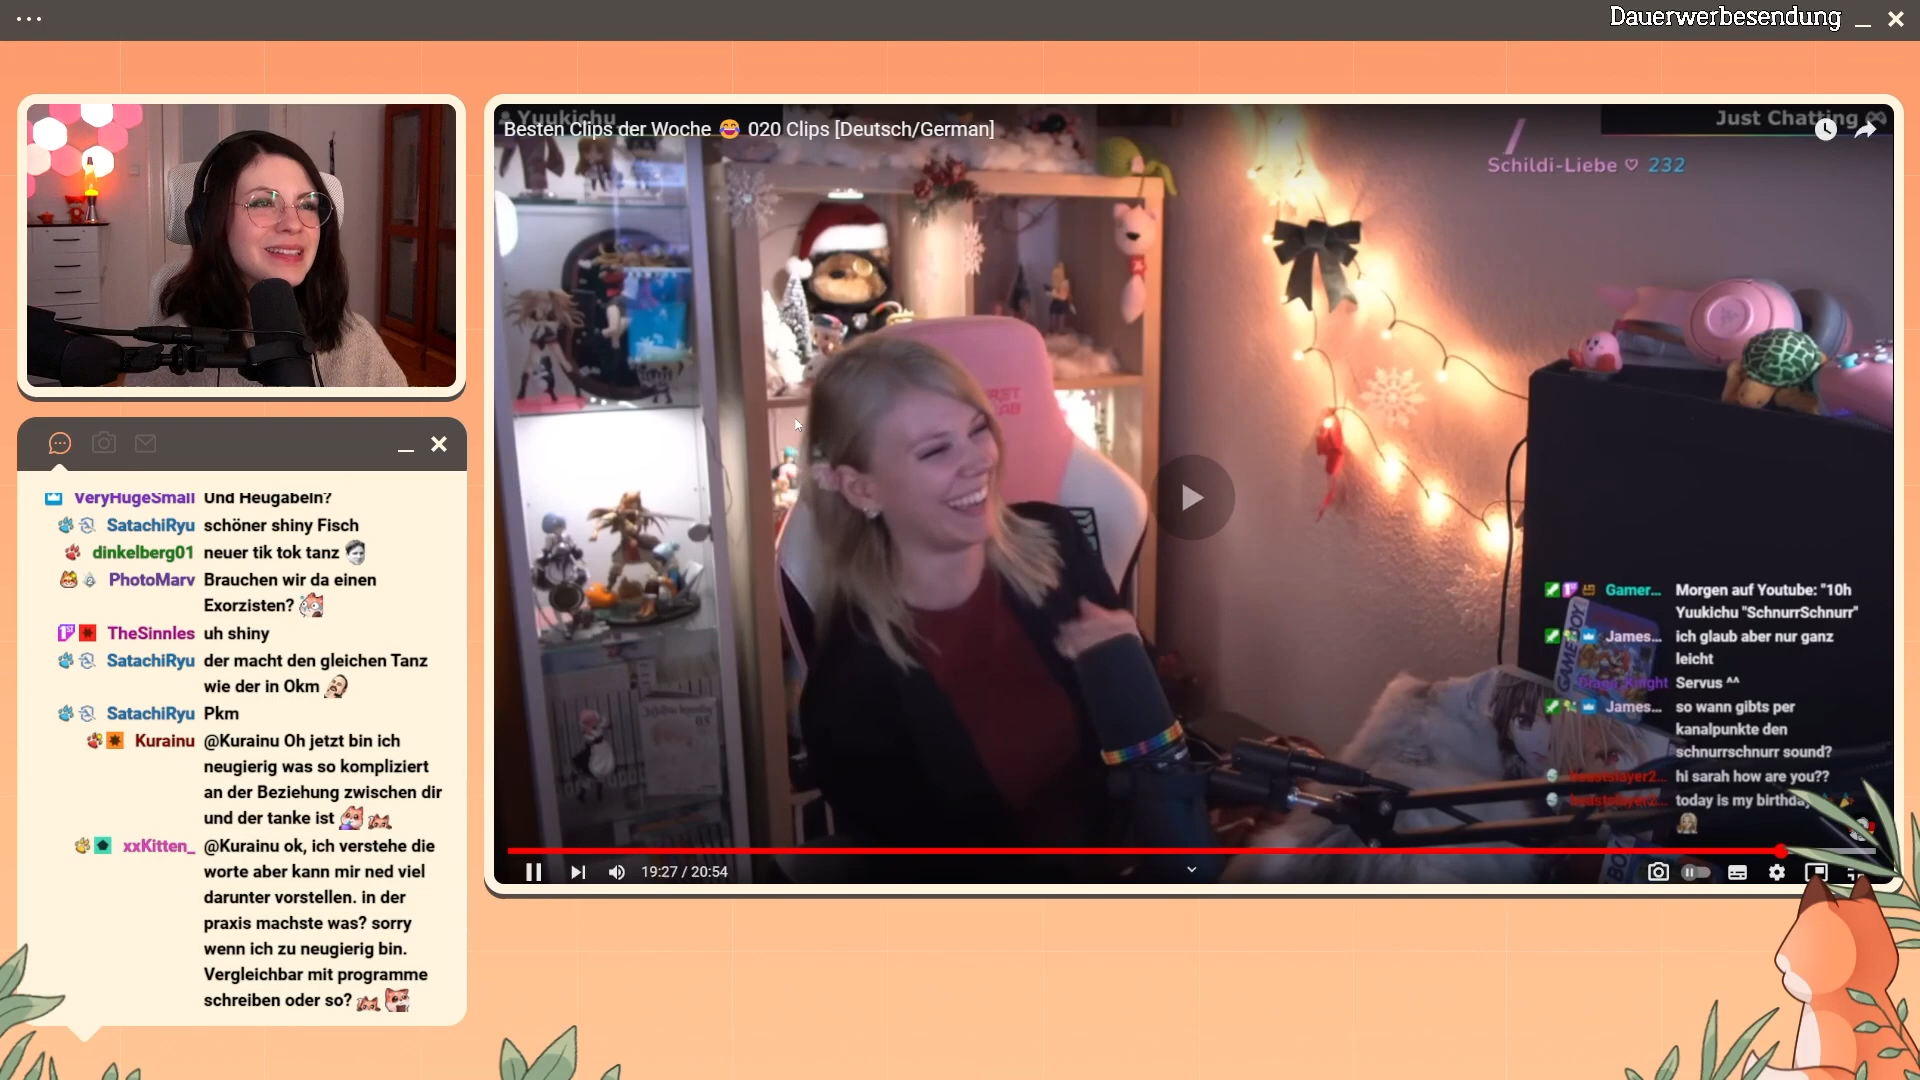 Dauerwerbesendung
Yuukichu
Besten Clips der Woche 020 Clips [Deutsch/German]
Just Chatting
Schildi-Liebe ♡ 232
VeryHugeSmall Und Heugabeln?
SatachiRyu schöner shiny Fisch
dinkelberg01 neuer tik tok tanz
PhotoMarv Brauchen wir da einen
Exorzisten?
TheSinnles uh shiny
SatachiRyu der macht den gleichen Tanz
wie der in Okm
SatachiRyu Pkm
Kurainu @Kurainu Oh jetzt bin ich
neugierig was so kompliziert
an der Beziehung zwischen dir
und der tanke ist
xxKitten_ @Kurainu ok, ich verstehe die
worte aber kann mir ned viel
darunter vorstellen. in der
praxis machste was? sorry
wenn ich zu neugierig bin.
Vergleichbar mit programme
schreiben oder so?
Gamer... Morgen auf Youtube: "10h
Yuukichu "SchnurrSchnurr"
James... ich glaub aber nur ganz
leicht
Servus ^^
James... so wann gibts per
kanalpunkte den
schnurrschnurr sound?
hi sarah how are you??
today is my birthday
GAMEBOY
19:27 / 20:54